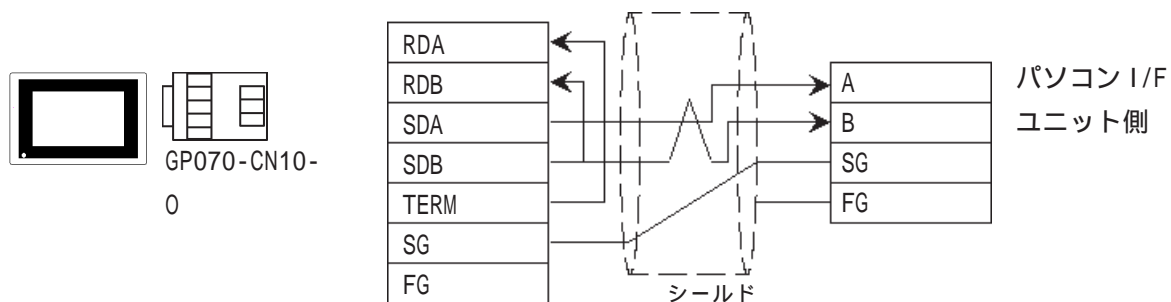 GP070-CN10-
0
RDA
RDB
SDA
SDB
TERM
SG
FG
シールド
A
B
SG
FG
パソコンI/F
ユニット側